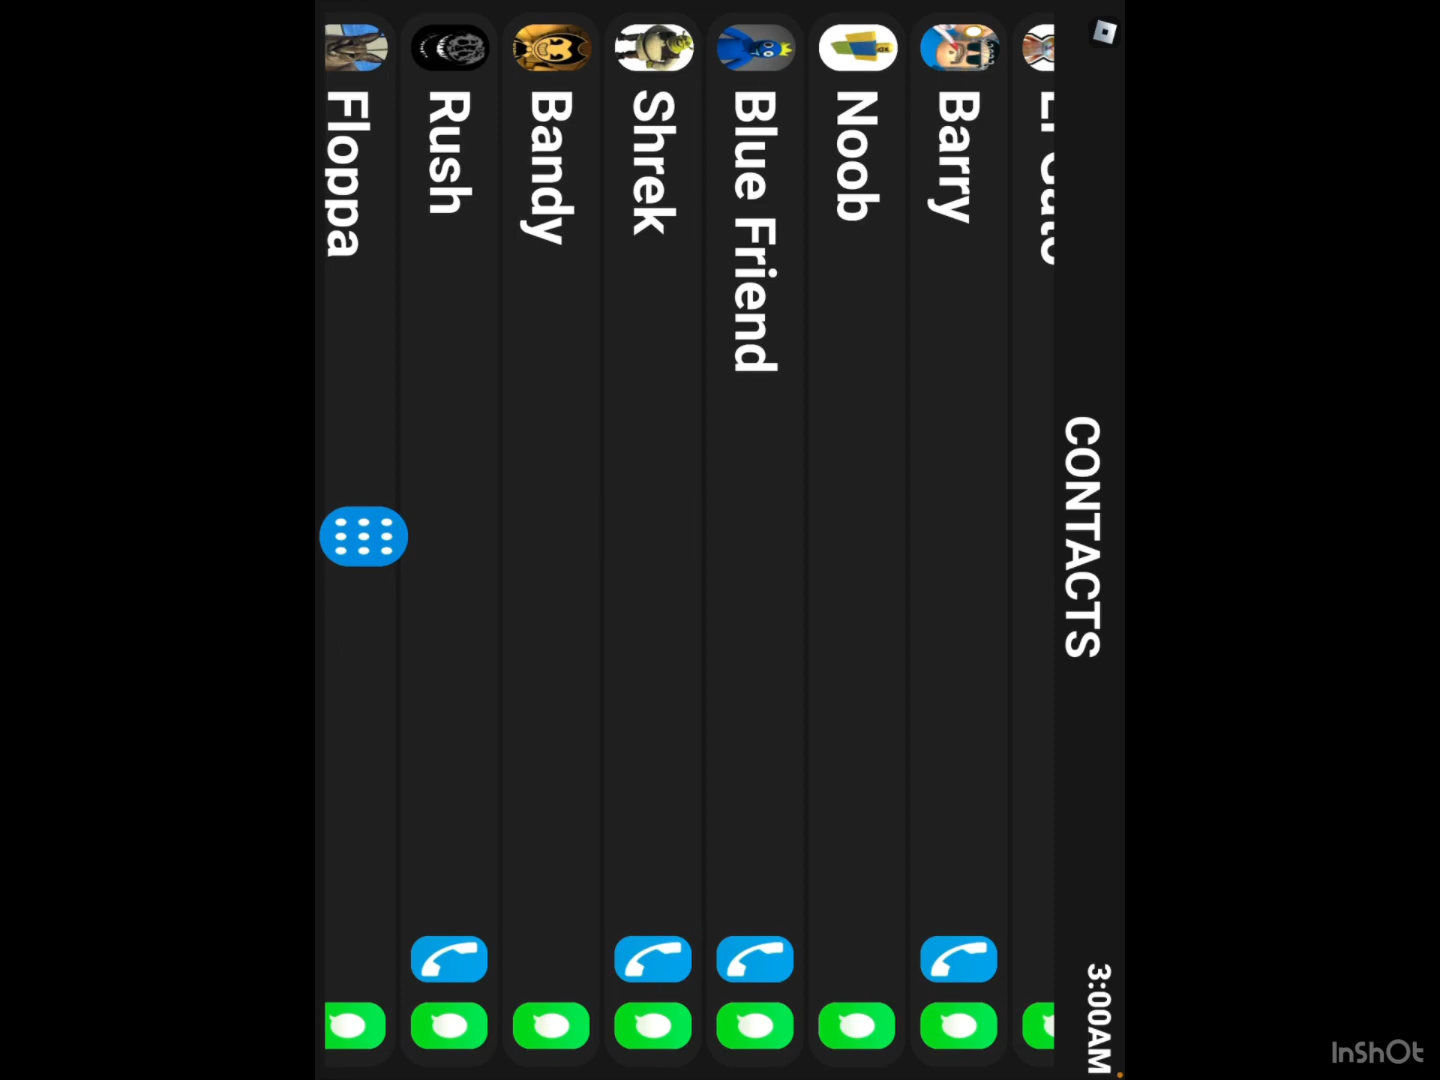 3:00AM
CONTACTS
Barry
Noob
Blue Friend
Shrek
Bandy
Rush
Floppa
InShOt